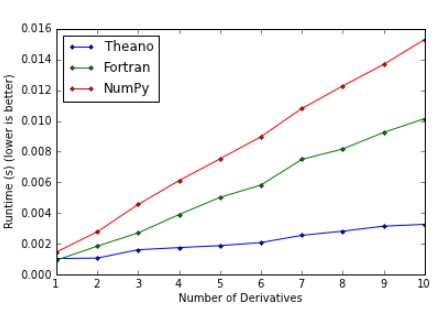 0.016
0.014
0.012
0.010
0.008
0.006
0.004
0.002
0.000
Runtime (s) (lower is better)
Theano
Fortran
NumPy
1 2 3 4 5 6 7 8 9 10
Number of Derivatives